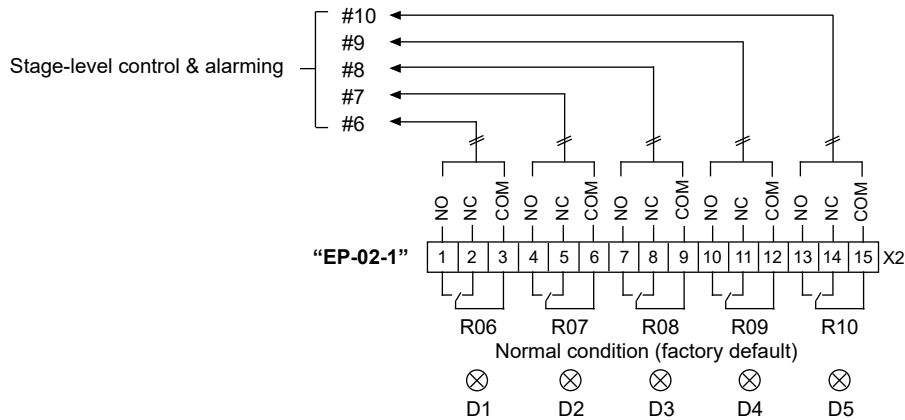 #10
#9
Stage-level control & alarming
#8
#7
#6
NO NC COM NO NC COM NO NC COM NO NC COM NO NC COM
“EP-02-1” 1 2 3 4 5 6 7 8 9 10 11 12 13 14 15 X2
R06 R07 R08 R09 R10
Normal condition (factory default)
D1 D2 D3 D4 D5